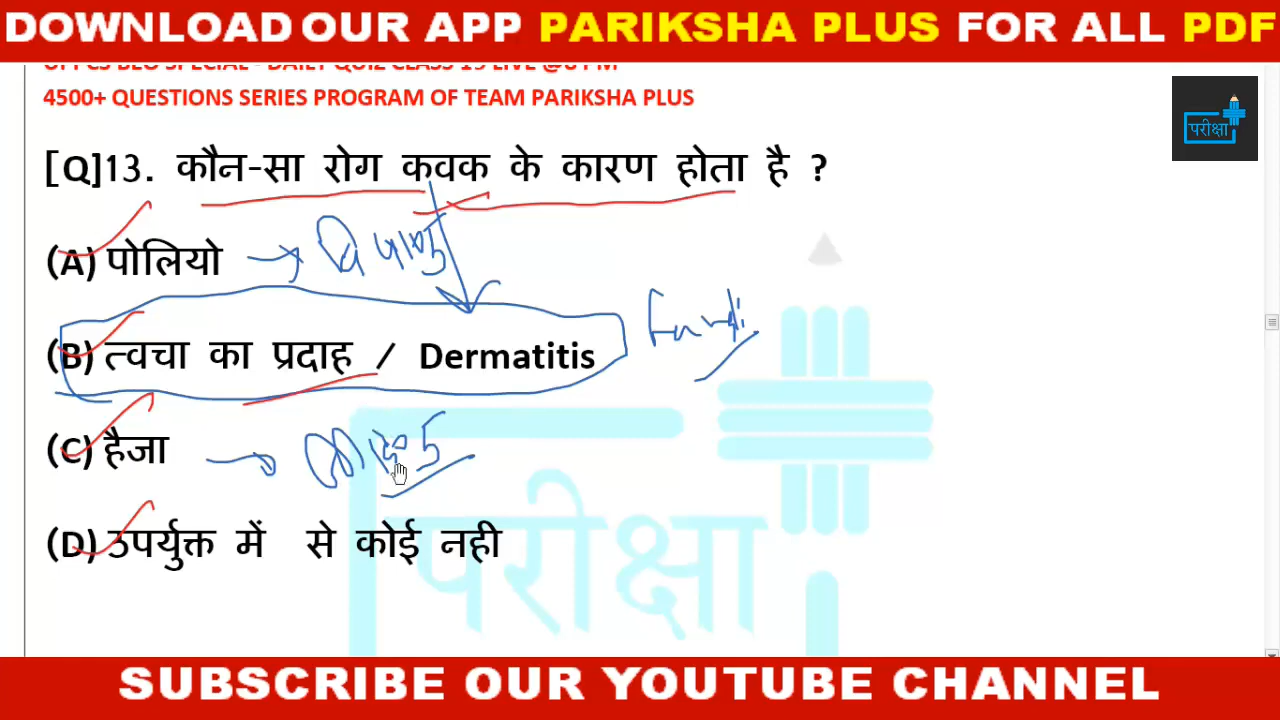 DOWNLOAD OUR APP PARIKSHA PLUS FOR ALL PDF
4500+ QUESTIONS SERIES PROGRAM OF TEAM PARIKSHA PLUS
परीक्षा
[Q]13. कौन-सा रोग कवक के कारण होता है ?
(A) पोलियो
(B) त्वचा का प्रदाह / Dermatitis
(C) हैजा
(D) उपर्युक्त में से कोई नही
परीक्षा
SUBSCRIBE OUR YOUTUBE CHANNEL